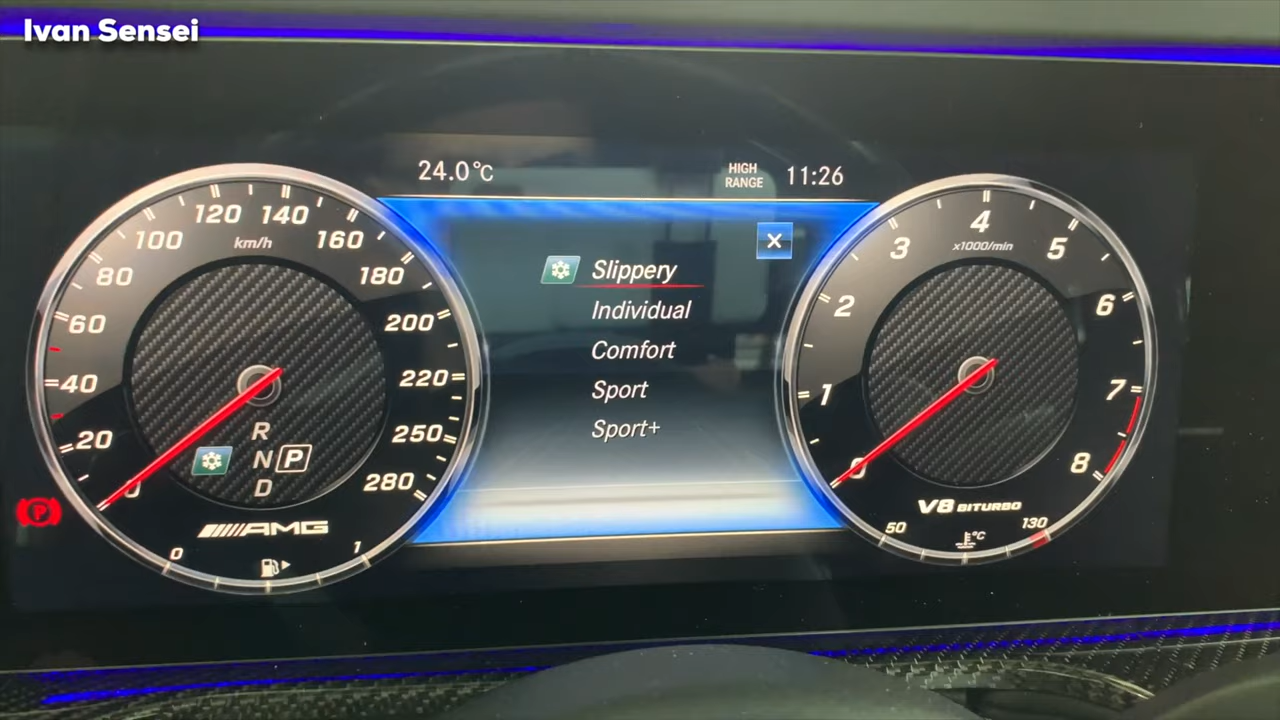 Ivan Sensei
24.0°C
HIGH
RANGE
11:26
0
20
40
60
80
100
120
140
160
180
200
220
250
280
km/h
R
N P
D
AMG
0
1
P
Slippery
Individual
Comfort
Sport
Sport+
0
1
2
3
4
5
6
7
8
x1000/min
V8 BITURBO
50
130
°C